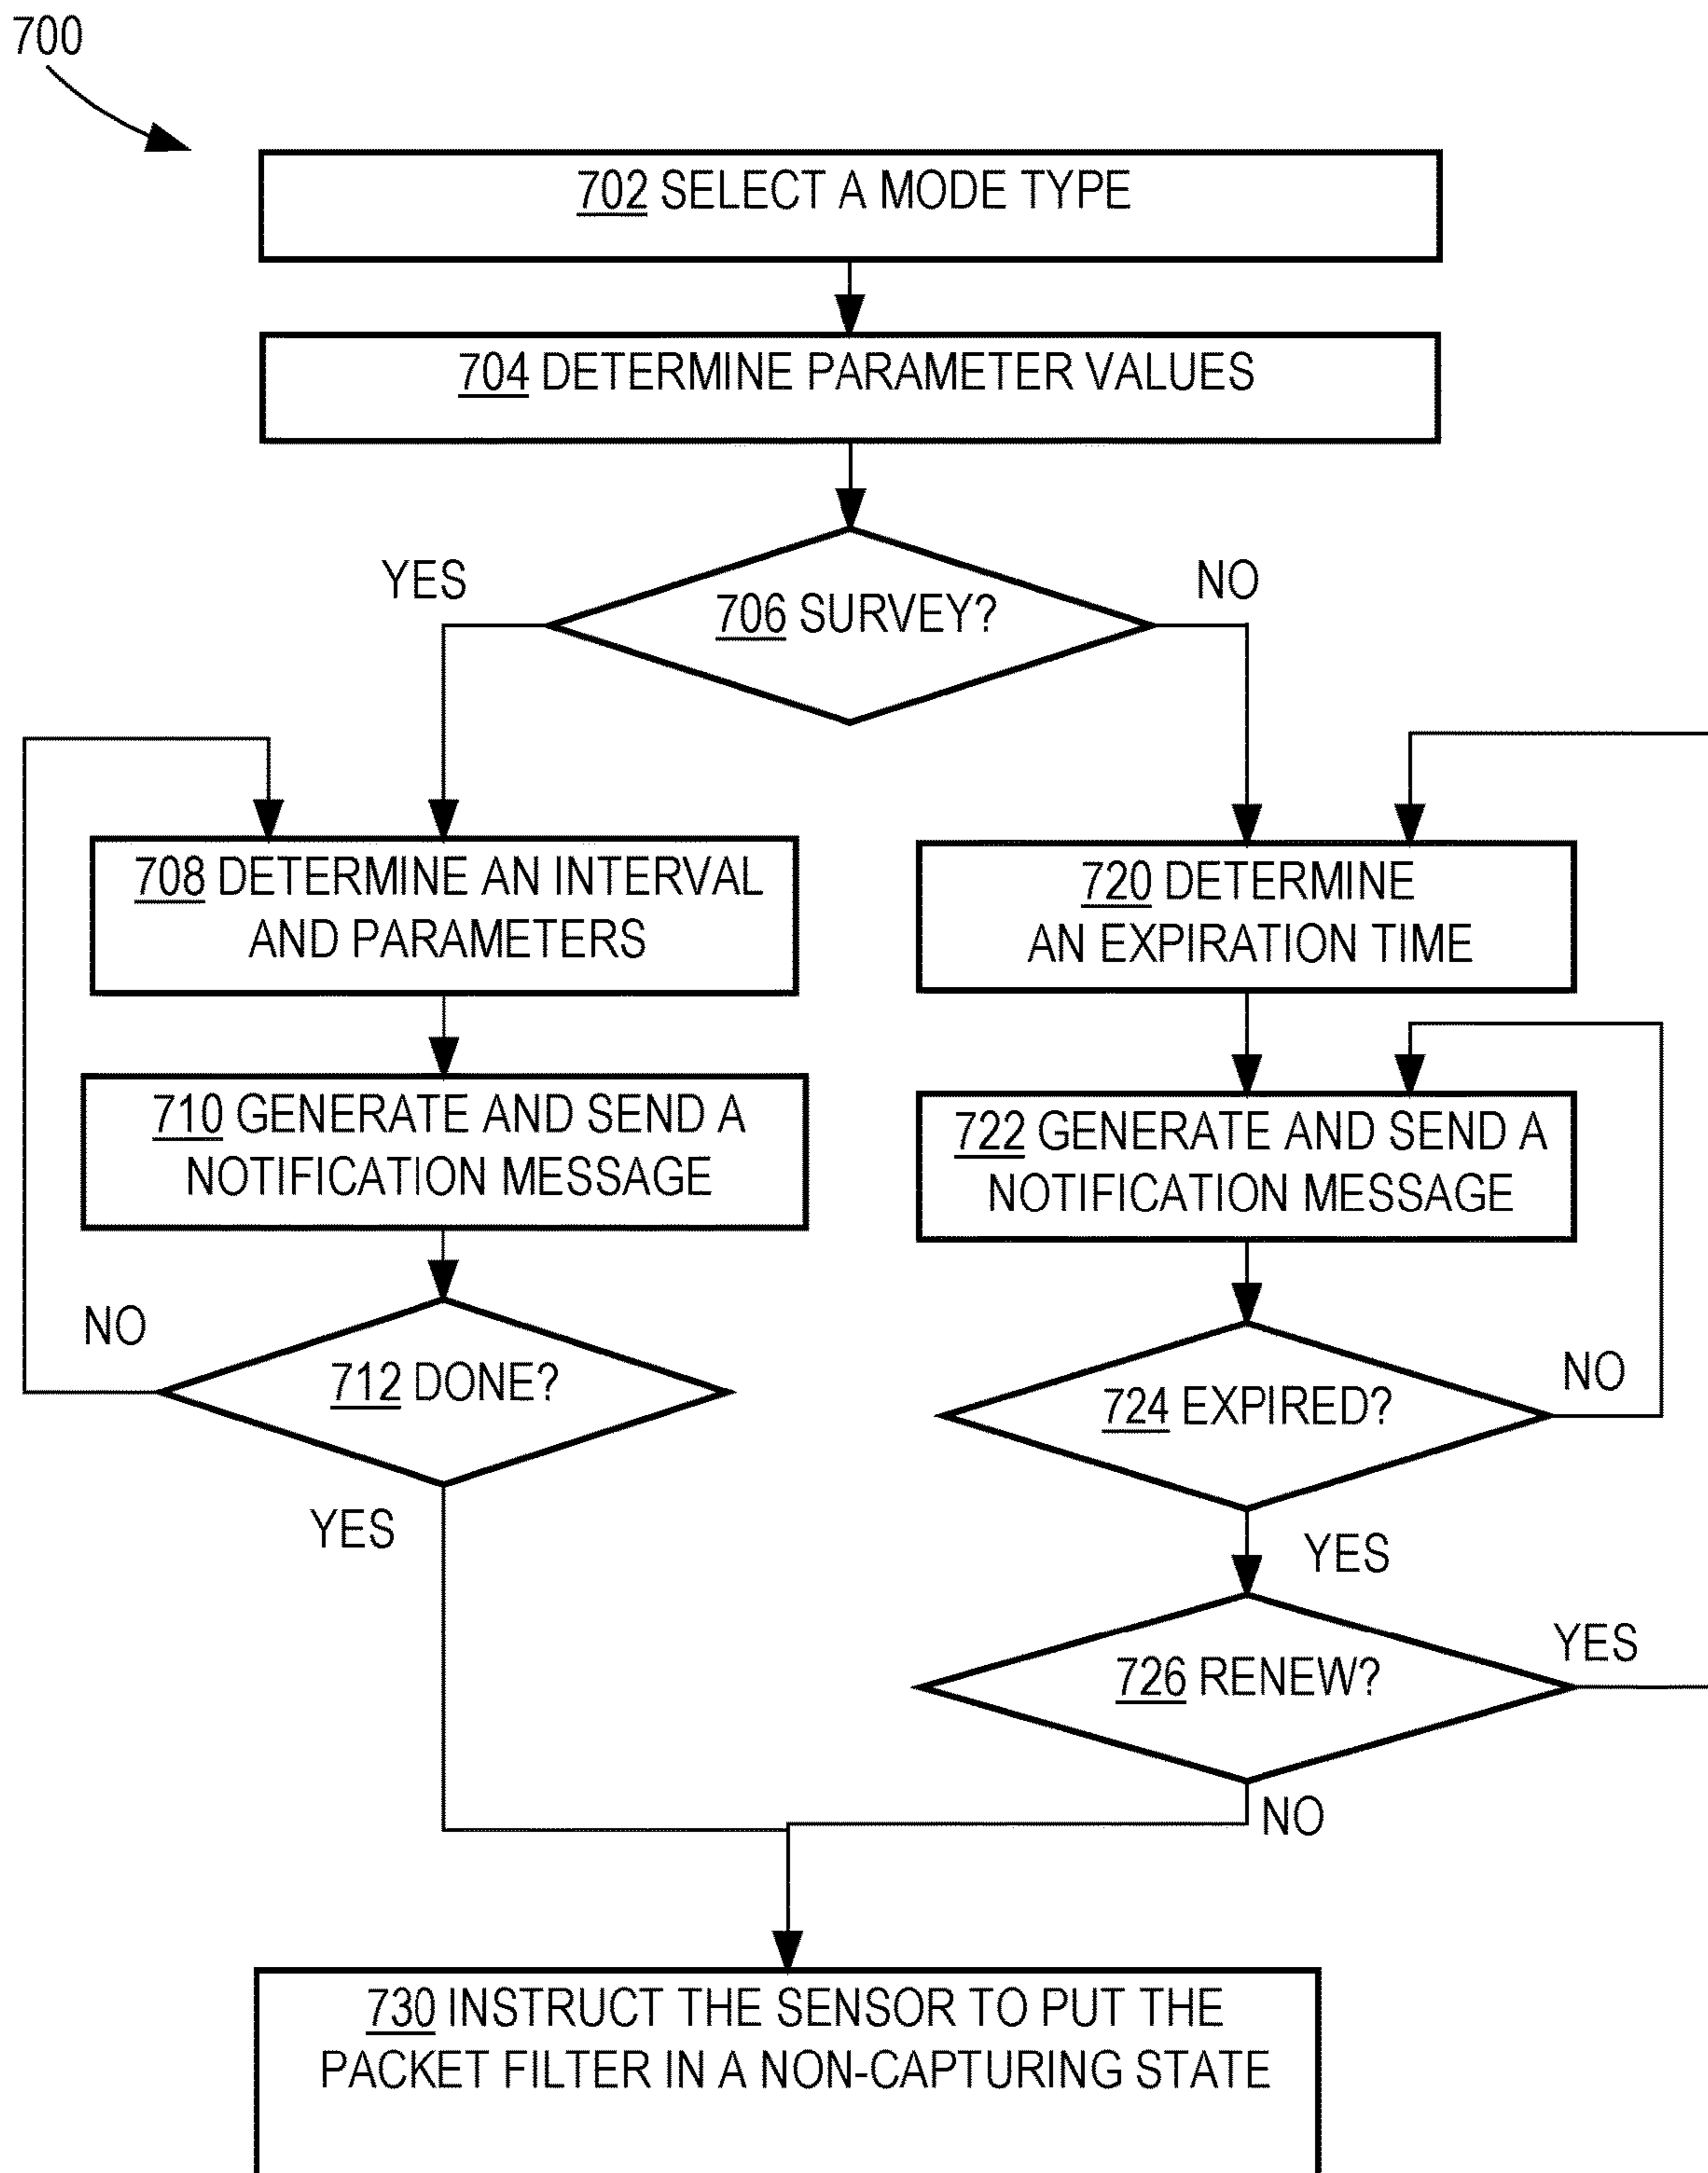 700
702 SELECT A MODE TYPE
704 DETERMINE PARAMETER VALUES
YES
NO
706 SURVEY?
708 DETERMINE AN INTERVAL
AND PARAMETERS
720 DETERMINE
AN EXPIRATION TIME
710 GENERATE AND SEND A
NOTIFICATION MESSAGE
722 GENERATE AND SEND A
NOTIFICATION MESSAGE
NO
712 DONE?
724 EXPIRED?
NO
YES
YES
726 RENEW?
YES
NO
730 INSTRUCT THE SENSOR TO PUT THE
PACKET FILTER IN A NON-CAPTURING STATE